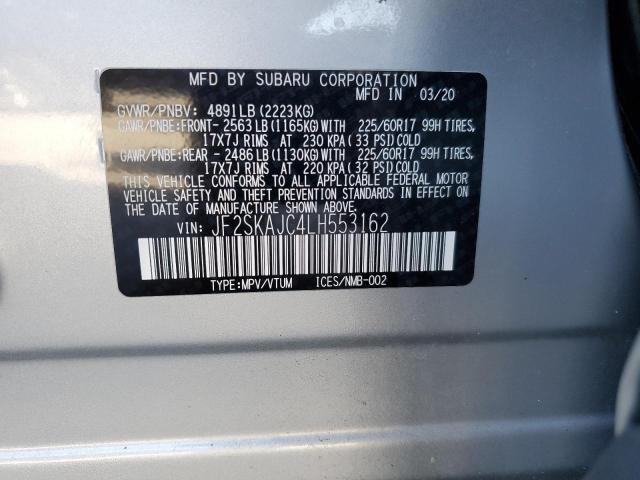 MFD BY SUBARU CORPORATION
MFD IN 03/20
GVWR/PNBV: 4891LB(2223KG)
GAWR/PNBE:FRONT-2563LB(1165KG)WITH 225/60R17 99H TIRES,
17X7J RIMS AT 230 KPA(33 PSI)COLD
GAWR/PNBE:REAR -2486LB(1130KG)WITH 225/60R17 99H TIRES,
17X7J RIMS AT 220 KPA(32 PSI)COLD
THIS VEHICLE CONFORMS TO ALL APPLICABLE FEDERAL MOTOR
VEHICLE SAFETY AND THEFT PREVENTION STANDARDS IN EFFECT
ON THE DATE OF MANUFACTURE SHOWN ABOVE.
VIN: JF2SKAJC4LH553162
TYPE:MPV/VTUM ICES/NMB-002